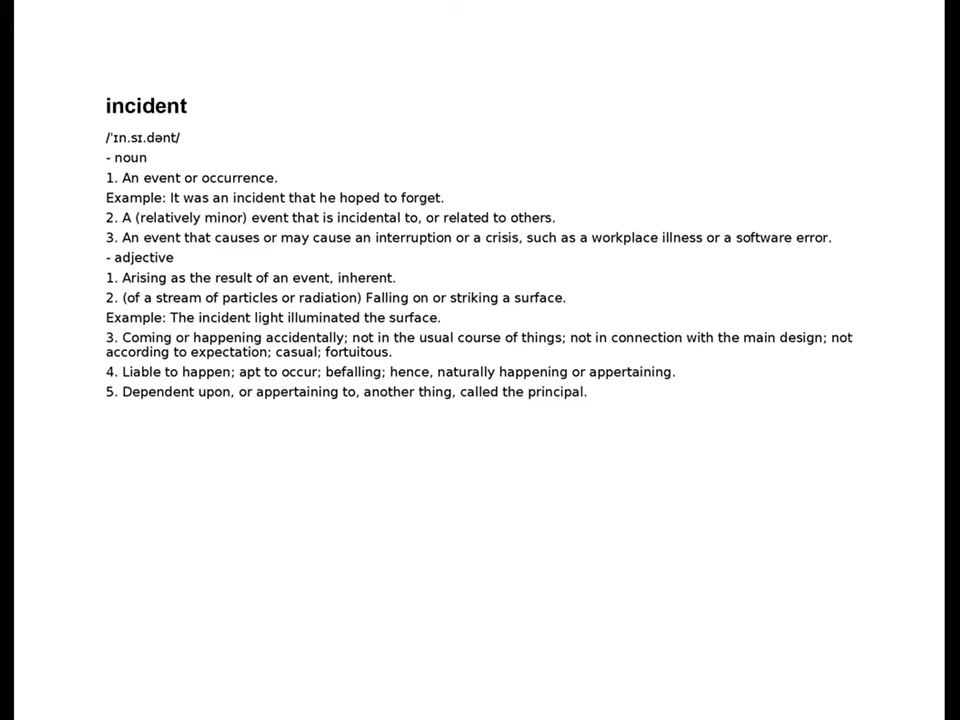 incident
/ˈɪn.sɪ.dənt/
- noun
1. An event or occurrence.
Example: It was an incident that he hoped to forget.
2. A (relatively minor) event that is incidental to, or related to others.
3. An event that causes or may cause an interruption or a crisis, such as a workplace illness or a software error.
- adjective
1. Arising as the result of an event, inherent.
2. (of a stream of particles or radiation) Falling on or striking a surface.
Example: The incident light illuminated the surface.
3. Coming or happening accidentally; not in the usual course of things; not in connection with the main design; not
according to expectation; casual; fortuitous.
4. Liable to happen; apt to occur; befalling; hence, naturally happening or appertaining.
5. Dependent upon, or appertaining to, another thing, called the principal.